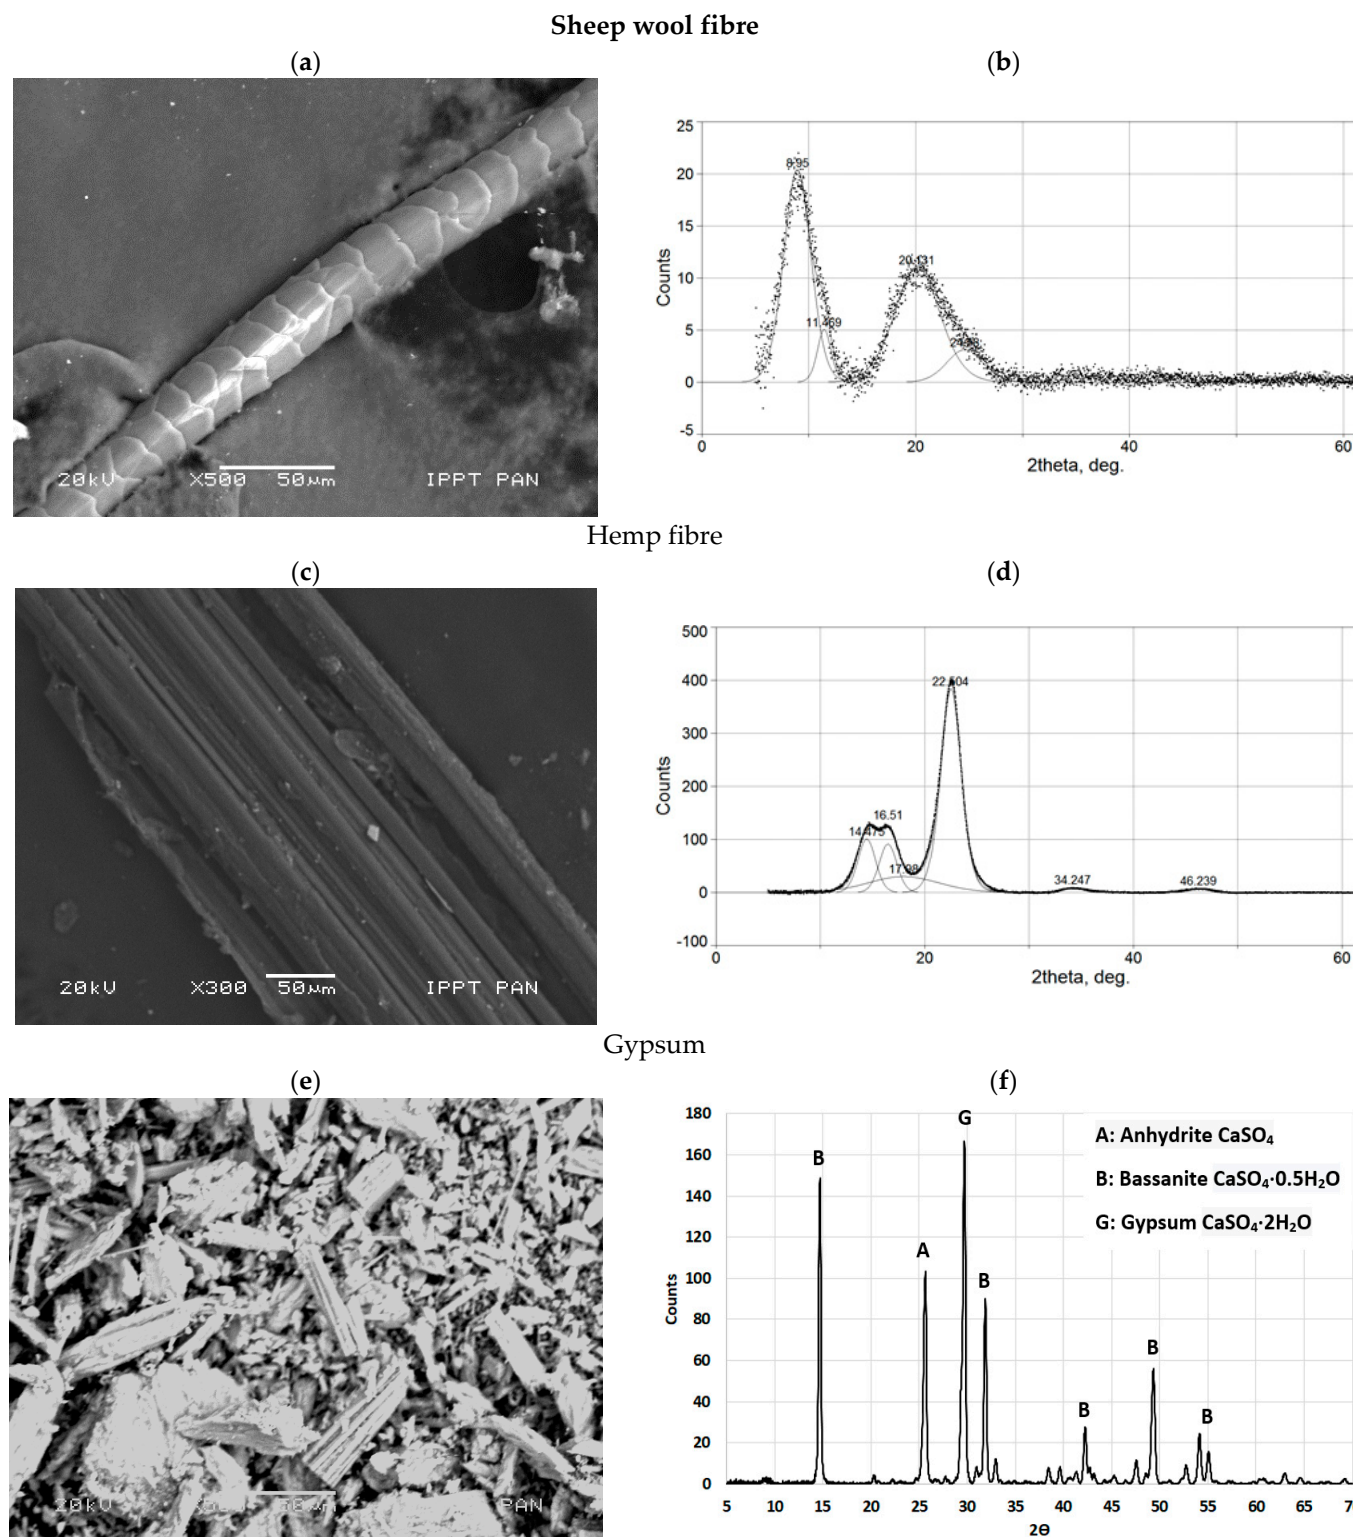 Sheep wool fibre
(a)
(b)
20kV X500 50μm IPPT PAN
25
20
15
10
5
0
-5
Counts
8.95
11.469
20.131
0 20 40 60
2theta, deg.
Hemp fibre
(c)
(d)
20kV X300 50μm IPPT PAN
500
400
300
200
100
0
-100
Counts
14.475
16.51
17.98
22.504
34.247
46.239
0 20 40 60
2theta, deg.
Gypsum
(e)
(f)
20kV PAN
180
160
140
120
100
80
60
40
20
0
Counts
B
A
G
B
B
B
B
A: Anhydrite CaSO₄
B: Bassanite CaSO₄·0.5H₂O
G: Gypsum CaSO₄·2H₂O
5 10 15 20 25 30 35 40 45 50 55 60 65 70
2Θ